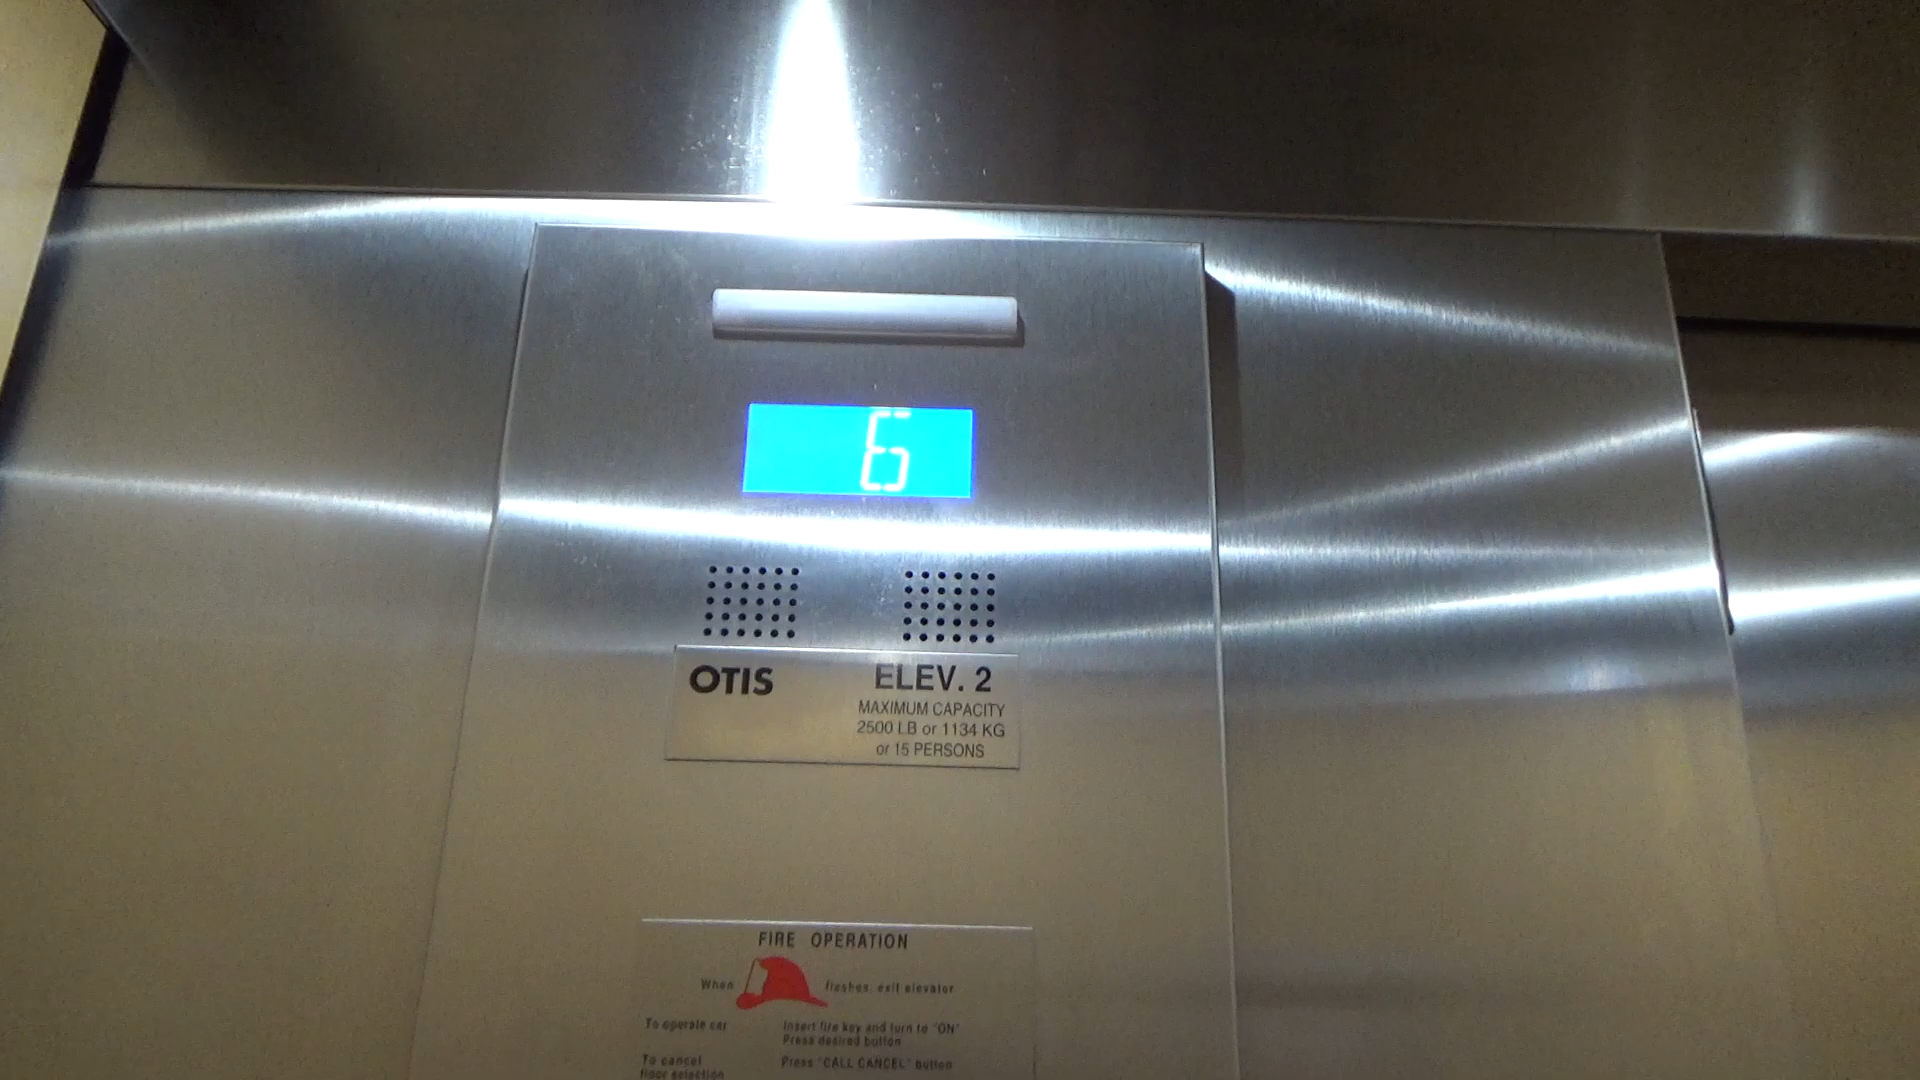 6
OTIS
ELEV. 2
MAXIMUM CAPACITY
2500 LB or 1134 KG
or 15 PERSONS
FIRE OPERATION
When flashes, exit elevator
To operate car
Insert fire key and turn to "ON"
Press desired button
To cancel
floor selection
Press "CALL CANCEL" button